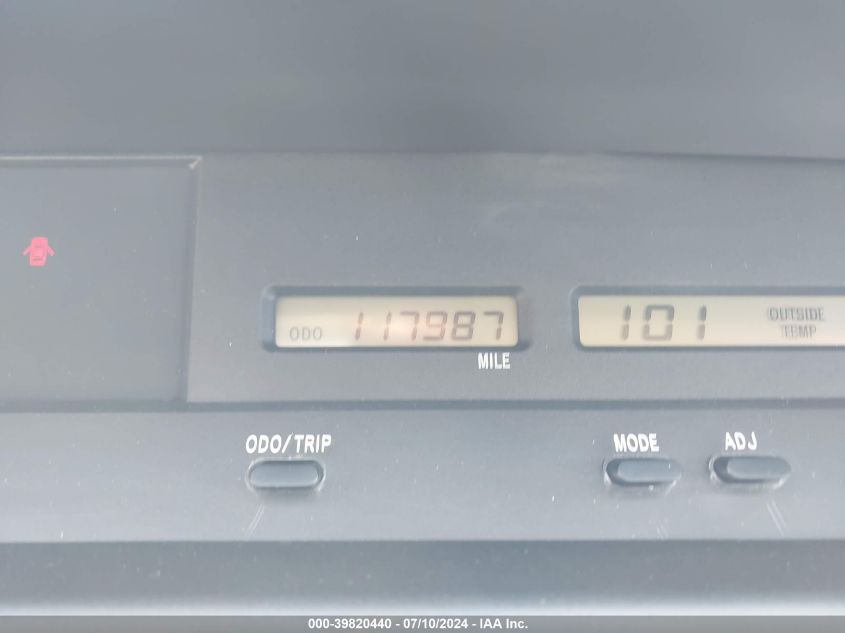 ODO 117987
MILE
101 OUTSIDE
TEMP
ODO/TRIP
MODE
ADJ
000-39820440 - 07/10/2024 - IAA Inc.